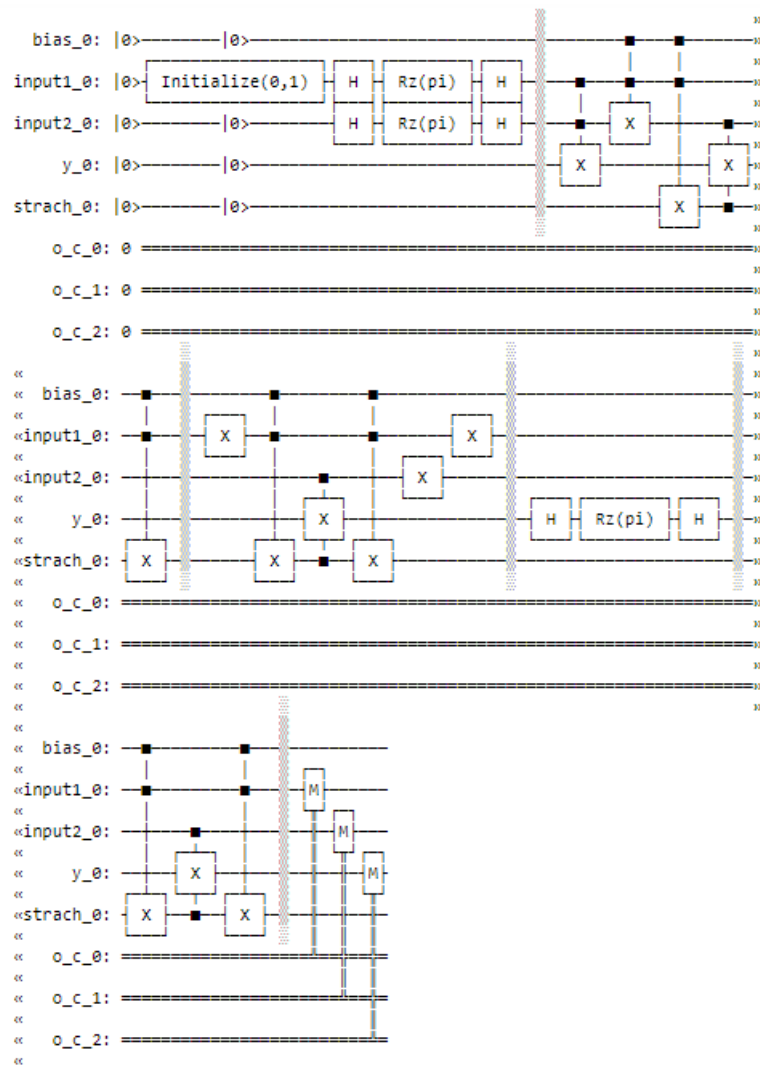 bias_0: |0> |0>
input1_0: |0> Initialize(0,1) H Rz(pi) H
input2_0: |0> |0> H Rz(pi) H X
y_0: |0> |0> X X
strach_0: |0> |0> X
o_c_0: 0
o_c_1: 0
o_c_2: 0
« bias_0:
«input1_0: X X
«input2_0: X
« y_0: X H Rz(pi) H
«strach_0: X X X
« o_c_0:
« o_c_1:
« o_c_2:
« bias_0:
«input1_0: M
«input2_0: M
« y_0: X M
«strach_0: X X
« o_c_0:
« o_c_1:
« o_c_2: